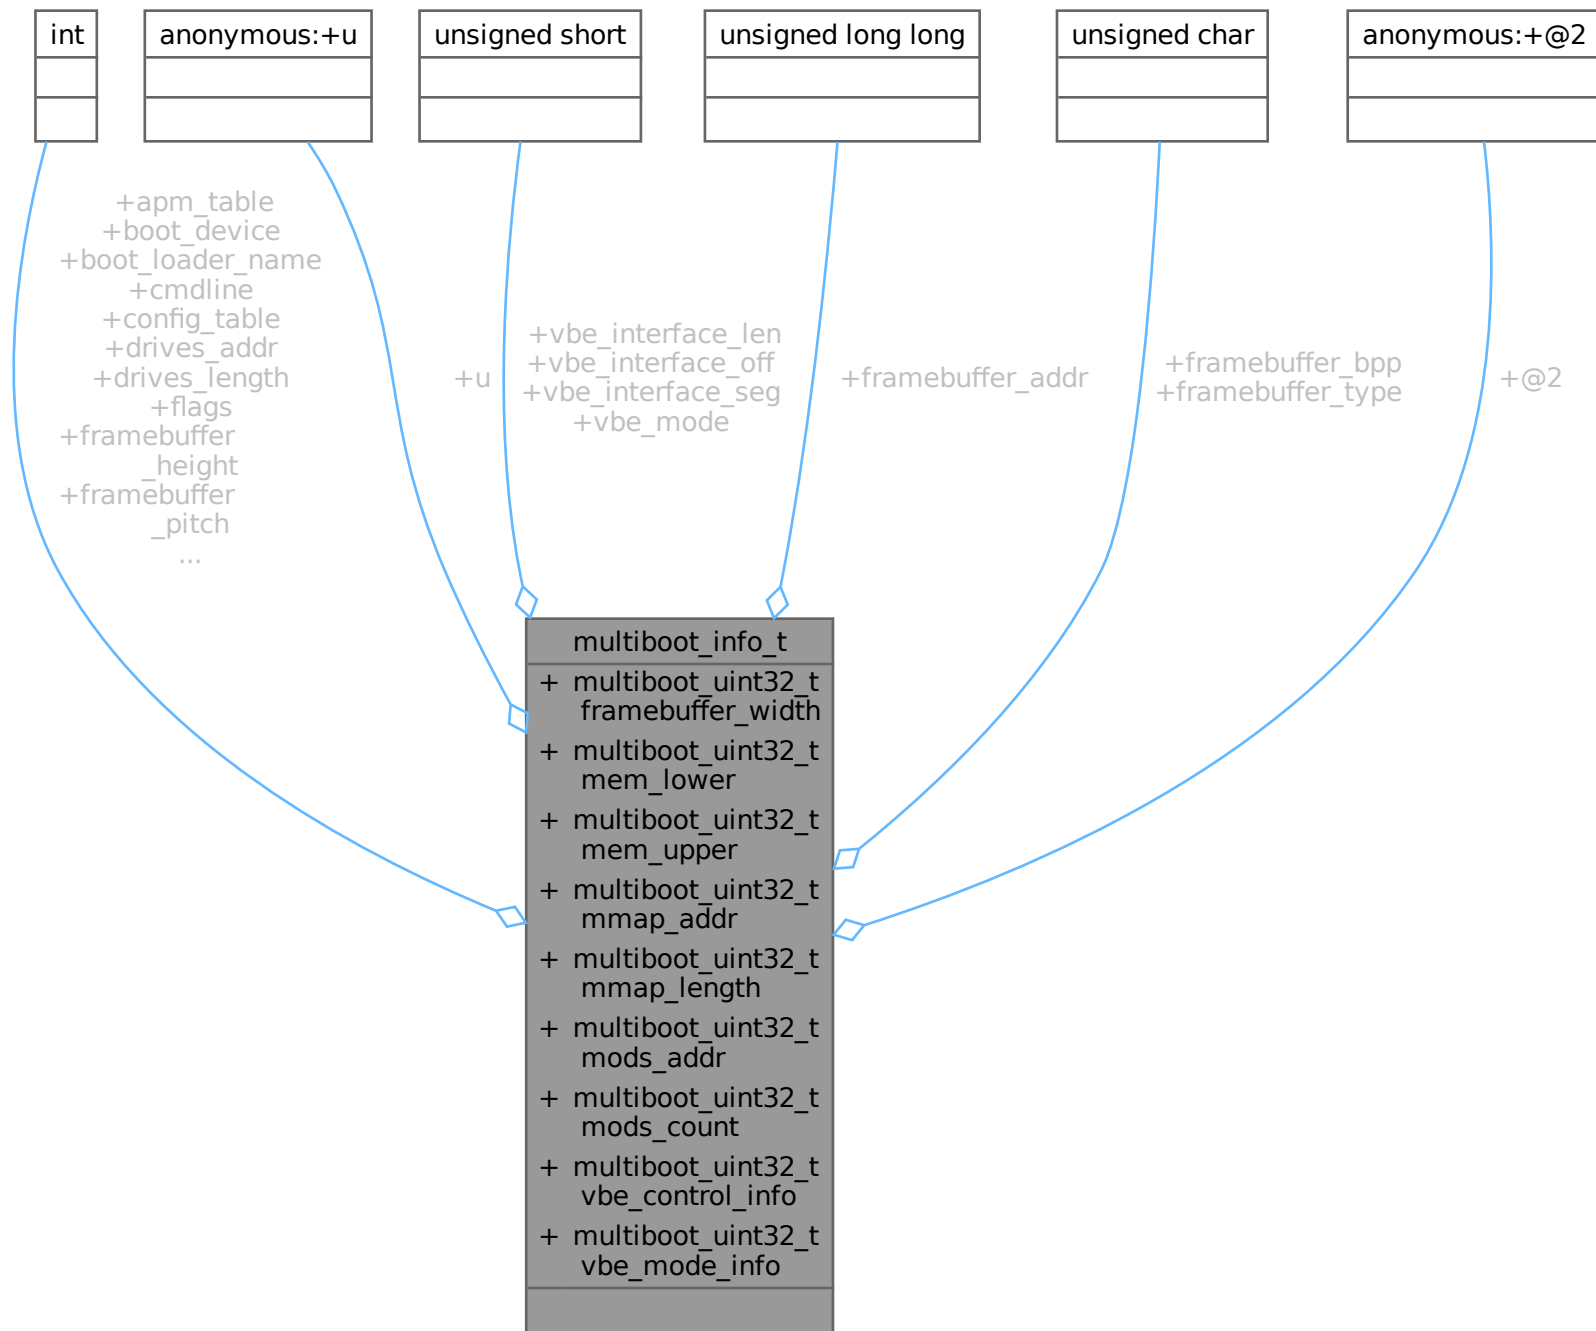 int
anonymous:+u
unsigned short
unsigned long long
unsigned char
anonymous:+@2
+apm_table
+boot_device
+boot_loader_name
+cmdline
+config_table
+drives_addr
+drives_length
+flags
+framebuffer
_height
+framebuffer
_pitch
...
+u
+vbe_interface_len
+vbe_interface_off
+vbe_interface_seg
+vbe_mode
+framebuffer_addr
+framebuffer_bpp
+framebuffer_type
+@2
multiboot_info_t
+ multiboot_uint32_t
framebuffer_width
+ multiboot_uint32_t
mem_lower
+ multiboot_uint32_t
mem_upper
+ multiboot_uint32_t
mmap_addr
+ multiboot_uint32_t
mmap_length
+ multiboot_uint32_t
mods_addr
+ multiboot_uint32_t
mods_count
+ multiboot_uint32_t
vbe_control_info
+ multiboot_uint32_t
vbe_mode_info